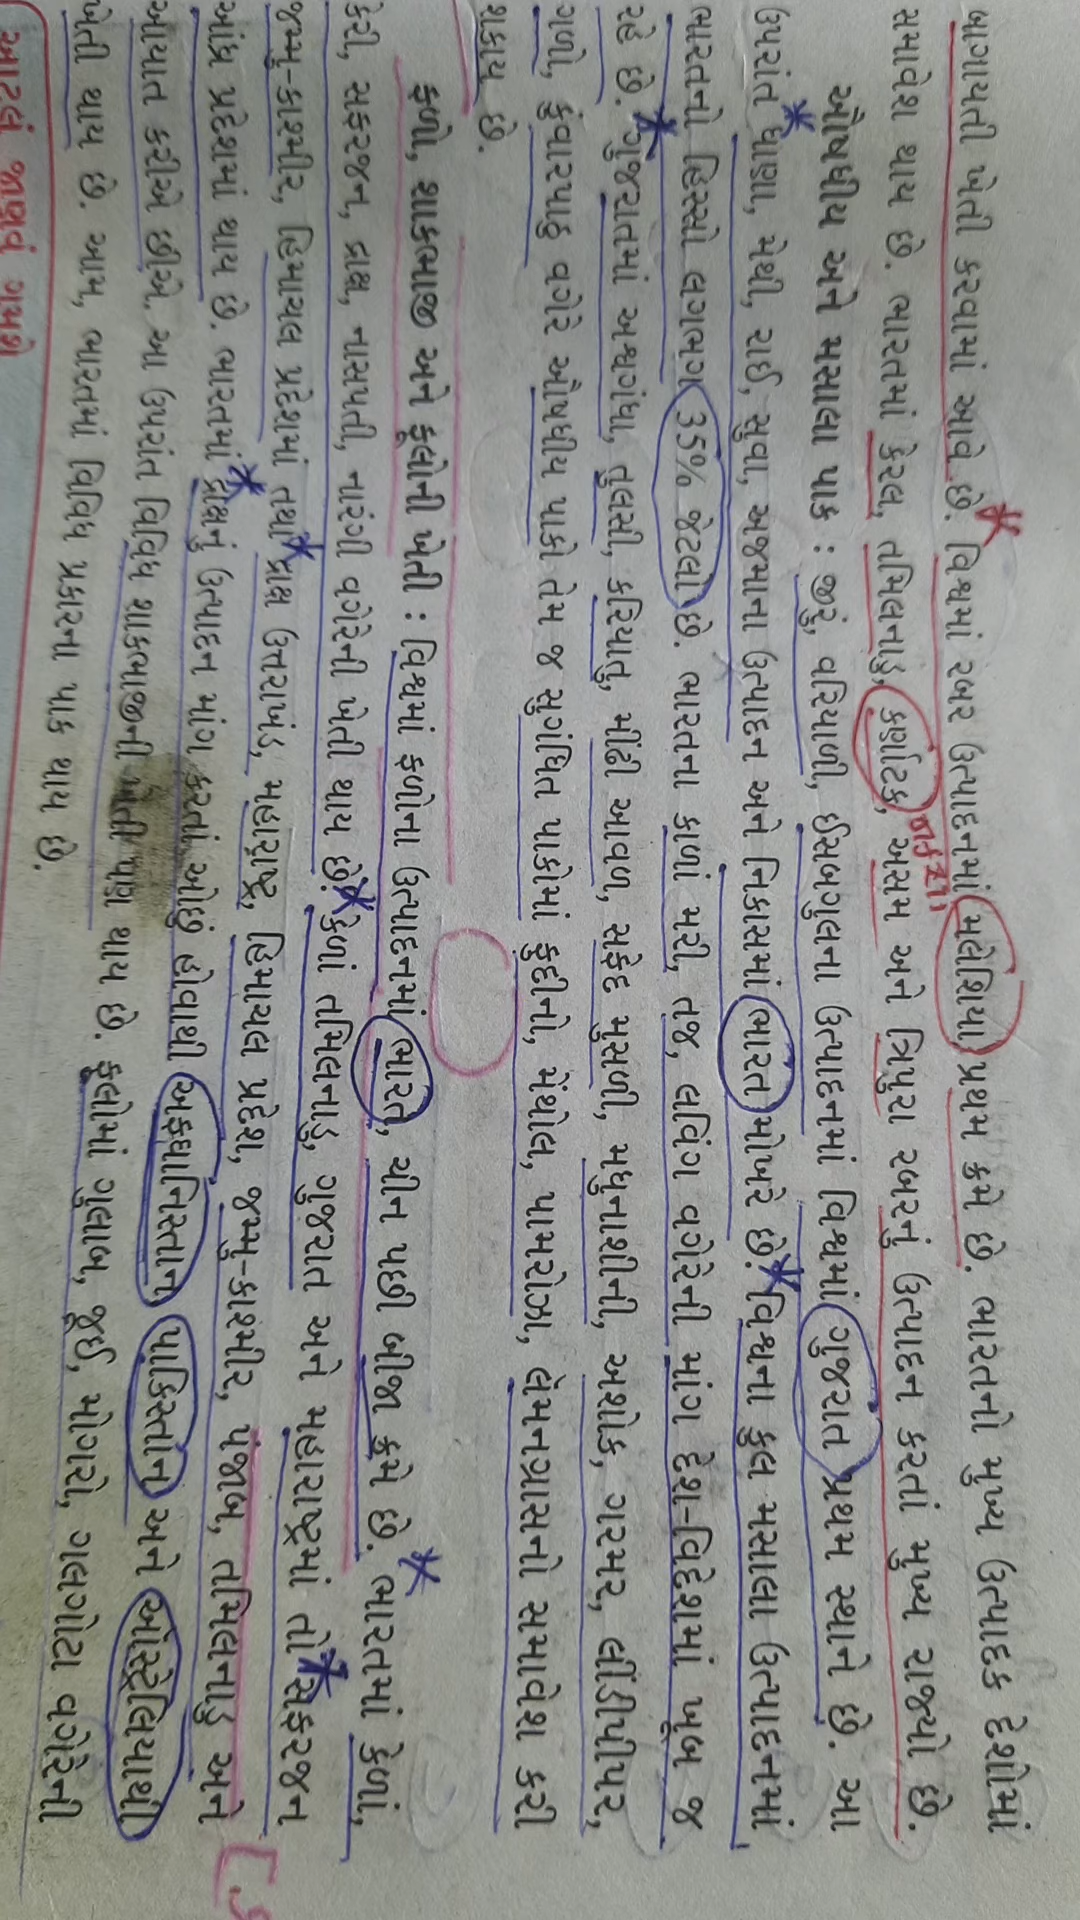 બાગાયતી ખેતી કરવામાં આવે છે. વિશ્વમાં રબર ઉત્પાદનમાં મલેશિયા પ્રથમ ક્રમે છે. ભારતનો મુખ્ય ઉત્પાદક દેશોમાં
સમાવેશ થાય છે. ભારતમાં કેરલ, તમિલનાડુ, કર્ણાટક, અસમ અને ત્રિપુરા રબરનું ઉત્પાદન કરતાં મુખ્ય રાજ્યો છે.
ઔષધીય અને મસાલા પાક : જીરું, વરિયાળી, ઈસબગુલના ઉત્પાદનમાં વિશ્વમાં ગુજરાત પ્રથમ સ્થાને છે. આ
ઉપરાંત ધાણા, મેથી, રાઈ, સુવા, અજમાના ઉત્પાદન અને નિકાસમાં ભારત મોખરે છે. વિશ્વના કુલ મસાલા ઉત્પાદનમાં
ભારતનો હિસ્સો લગભગ 35% જેટલો છે. ભારતના કાળાં મરી, તજ, લવિંગ વગેરેની માંગ દેશ-વિદેશમાં ખૂબ જ
રહે છે. ગુજરાતમાં અશ્વગંધા, તુલસી, કરિયાતુ, મીંઢી આવળ, સફેદ મૂસળી, મધુનાશીની, અશોક, ગરમર, લીંડીપીપર,
ગળો, કુંવારપાઠુ વગેરે ઔષધીય પાકો તેમ જ સુગંધિત પાકોમાં ફુદીનો, મેંથોલ, પામરોઝા, લેમનગ્રાસનો સમાવેશ કરી
શકાય છે.
ફળો, શાકભાજી અને ફૂલોની ખેતી : વિશ્વમાં ફળોના ઉત્પાદનમાં ભારત, ચીન પછી બીજા ક્રમે છે. ભારતમાં કેળાં,
કેરી, સફરજન, દ્રાક્ષ, નાસપતી, નારંગી વગેરેની ખેતી થાય છે. કેળાં તમિલનાડુ, ગુજરાત અને મહારાષ્ટ્રમાં તો સફરજન
જમ્મુ-કાશ્મીર, હિમાચલ પ્રદેશમાં તથા દ્રાક્ષ ઉત્તરાખંડ, મહારાષ્ટ્ર, હિમાચલ પ્રદેશ, જમ્મુ-કાશ્મીર, પંજાબ, તમિલનાડુ અને
આંધ્ર પ્રદેશમાં થાય છે. ભારતમાં દ્રાક્ષનું ઉત્પાદન માંગ કરતાં ઓછું હોવાથી અફઘાનિસ્તાન પાકિસ્તાન અને ઓસ્ટ્રેલિયાથી
આયાત કરીએ છીએ. આ ઉપરાંત વિવિધ શાકભાજીની ખેતી પણ થાય છે. ફૂલોમાં ગુલાબ, જૂઈ, મોગરો, ગલગોટા વગેરેની
ખેતી થાય છે. આમ, ભારતમાં વિવિધ પ્રકારના પાક થાય છે.
આટલું જાણવું ગમશે